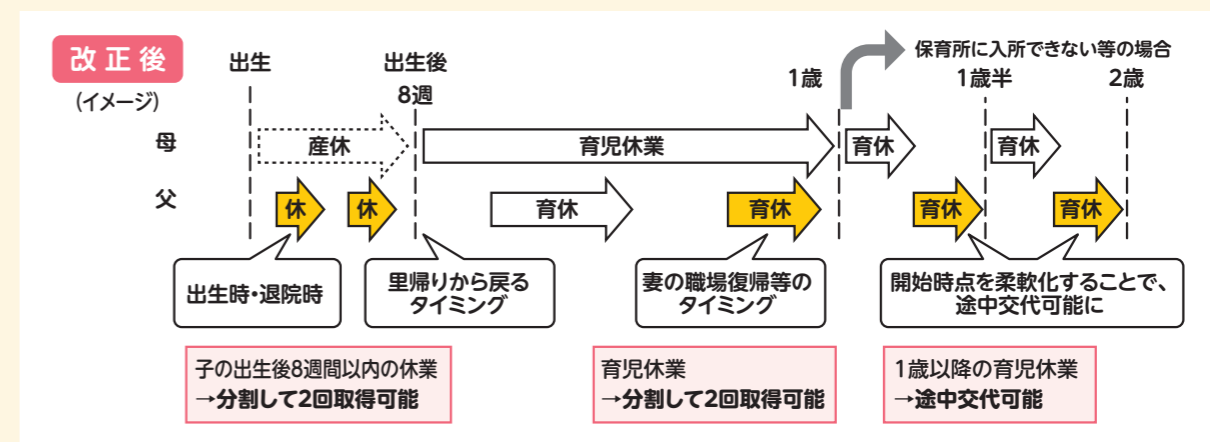 改正後
(イメージ)
出生
出生後
8週
1歳
保育所に入所できない等の場合
1歳半
2歳
母
産休
育児休業
育休
育休
父
休
休
育休
育休
育休
育休
出生時・退院時
里帰りから戻る
タイミング
妻の職場復帰等の
タイミング
開始時点を柔軟化することで、
途中交代可能に
子の出生後8週間以内の休業
→分割して2回取得可能
育児休業
→分割して2回取得可能
1歳以降の育児休業
→途中交代可能